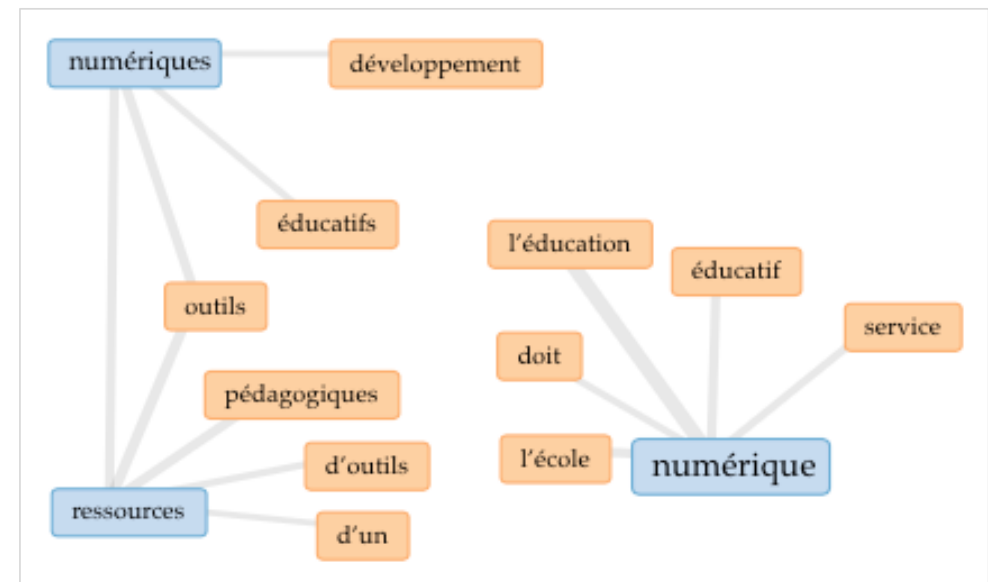 numériques
développement
éducatifs
l’éducation
éducatif
outils
service
doit
pédagogiques
l’école
numérique
d’outils
ressources
d’un